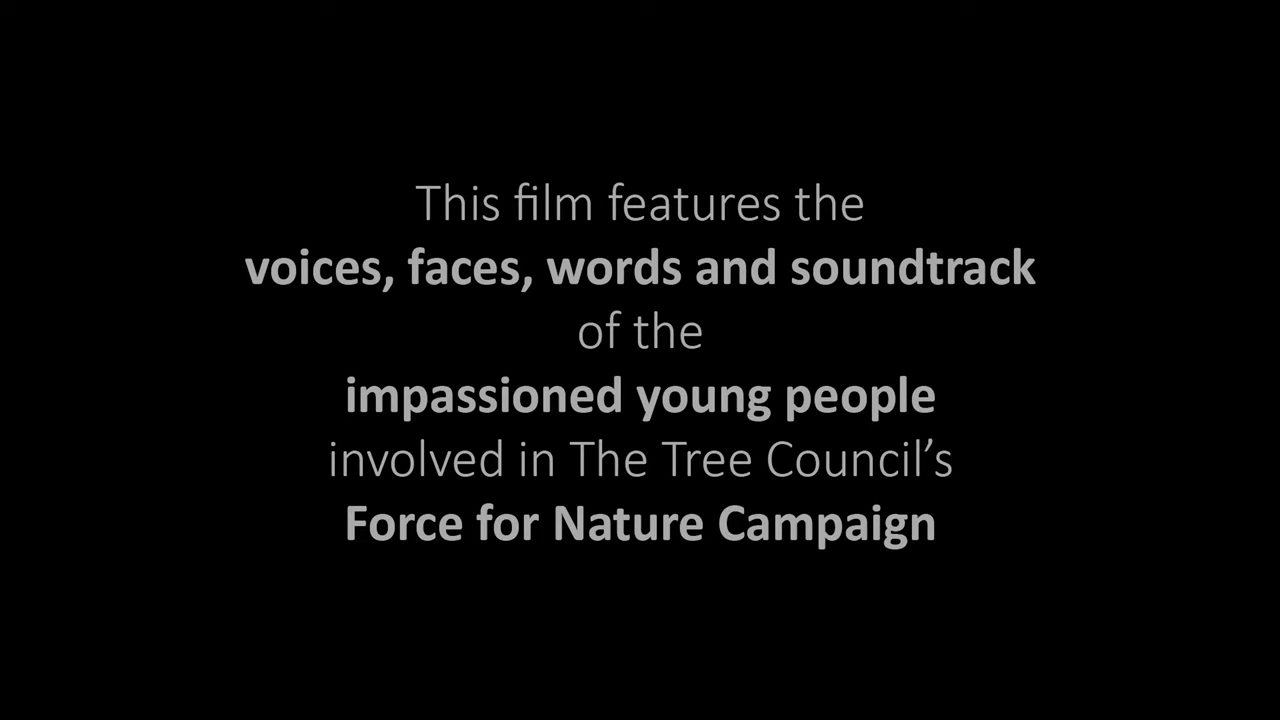 This film features the
voices, faces, words and soundtrack
of the
impassioned young people
involved in The Tree Council’s
Force for Nature Campaign